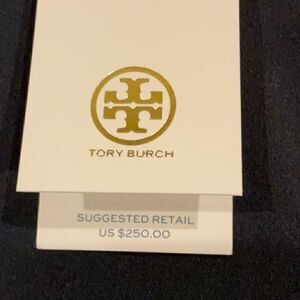 TORY BURCH
SUGGESTED RETAIL
US $250.00